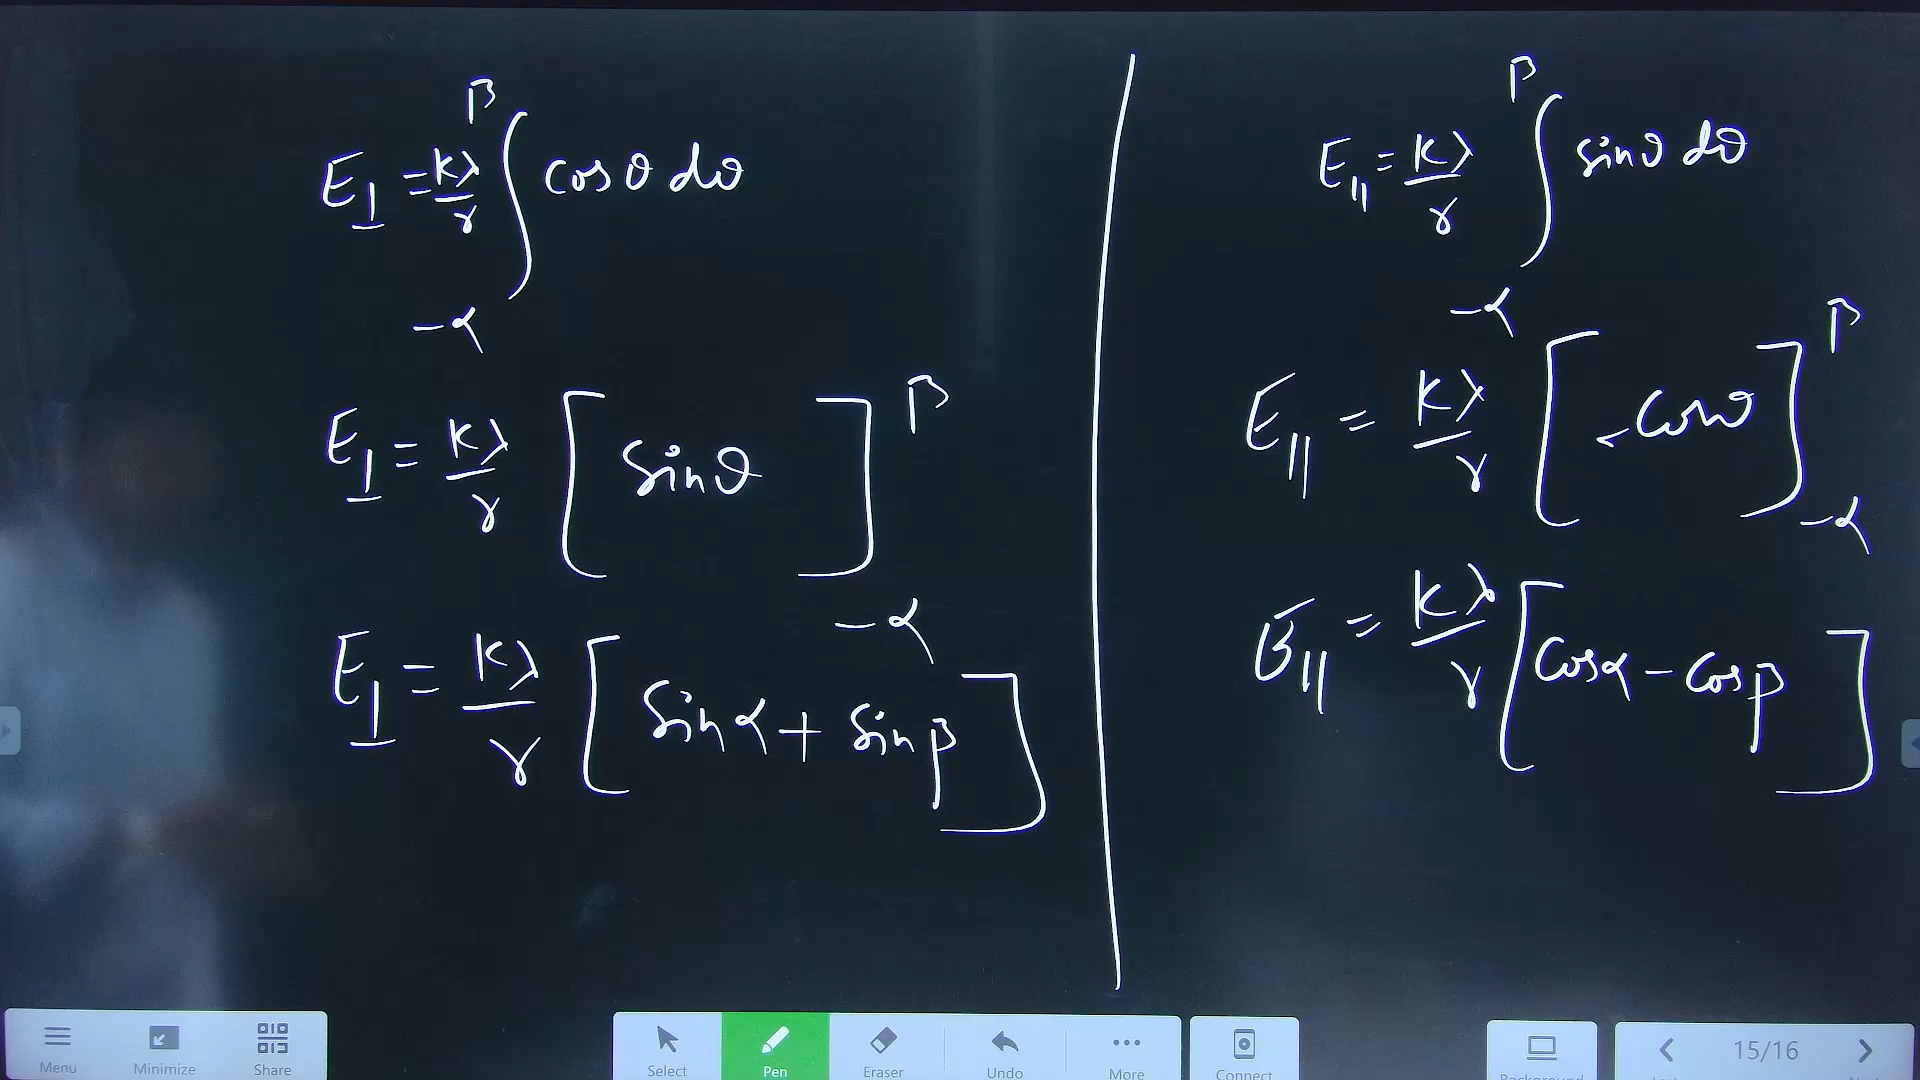 E⊥ = kλ/r ∫_{-α}^{β} cosθ dθ
E⊥ = kλ/r [sinθ]_{-α}^{β}
E⊥ = kλ/r [sinα + sinβ]
E∥ = kλ/r ∫_{-α}^{β} sinθ dθ
E∥ = kλ/r [-cosθ]_{-α}^{β}
E∥ = kλ/r [cosα - cosβ]
Menu Minimize Share Select Pen Eraser Undo More Connect Background 15/16